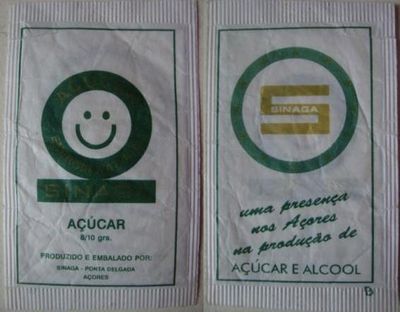 SINAGA
AÇÚCAR
8/10 grs.
PRODUZIDO E EMBALADO POR:
SINAGA - PONTA DELGADA
AÇORES
SINAGA
uma presença
nos Açores
na produção de
AÇÚCAR E ALCOOL
B